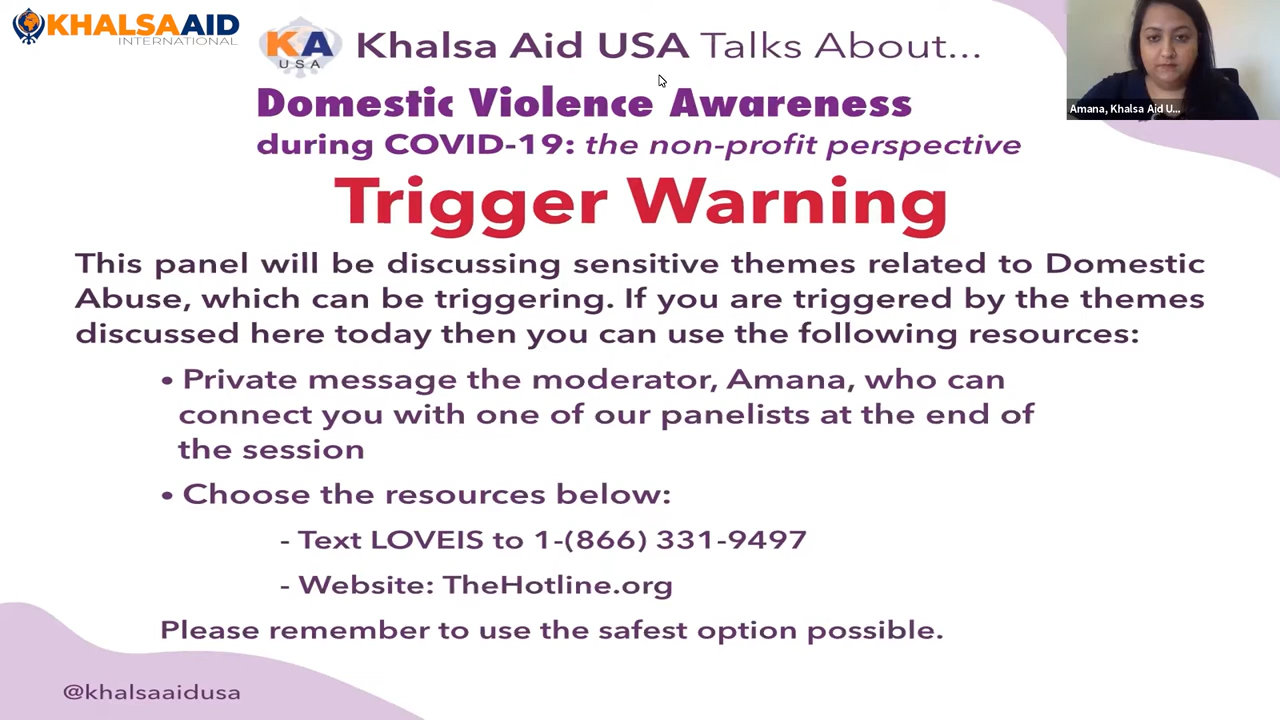 KHALSAAID
INTERNATIONAL
KA
USA
Khalsa Aid USA Talks About...
Amana, Khalsa Aid U...
Domestic Violence Awareness
during COVID-19: the non-profit perspective
Trigger Warning
This panel will be discussing sensitive themes related to Domestic
Abuse, which can be triggering. If you are triggered by the themes
discussed here today then you can use the following resources:
• Private message the moderator, Amana, who can
connect you with one of our panelists at the end of
the session
• Choose the resources below:
- Text LOVEIS to 1-(866) 331-9497
- Website: TheHotline.org
Please remember to use the safest option possible.
@khalsaaidusa